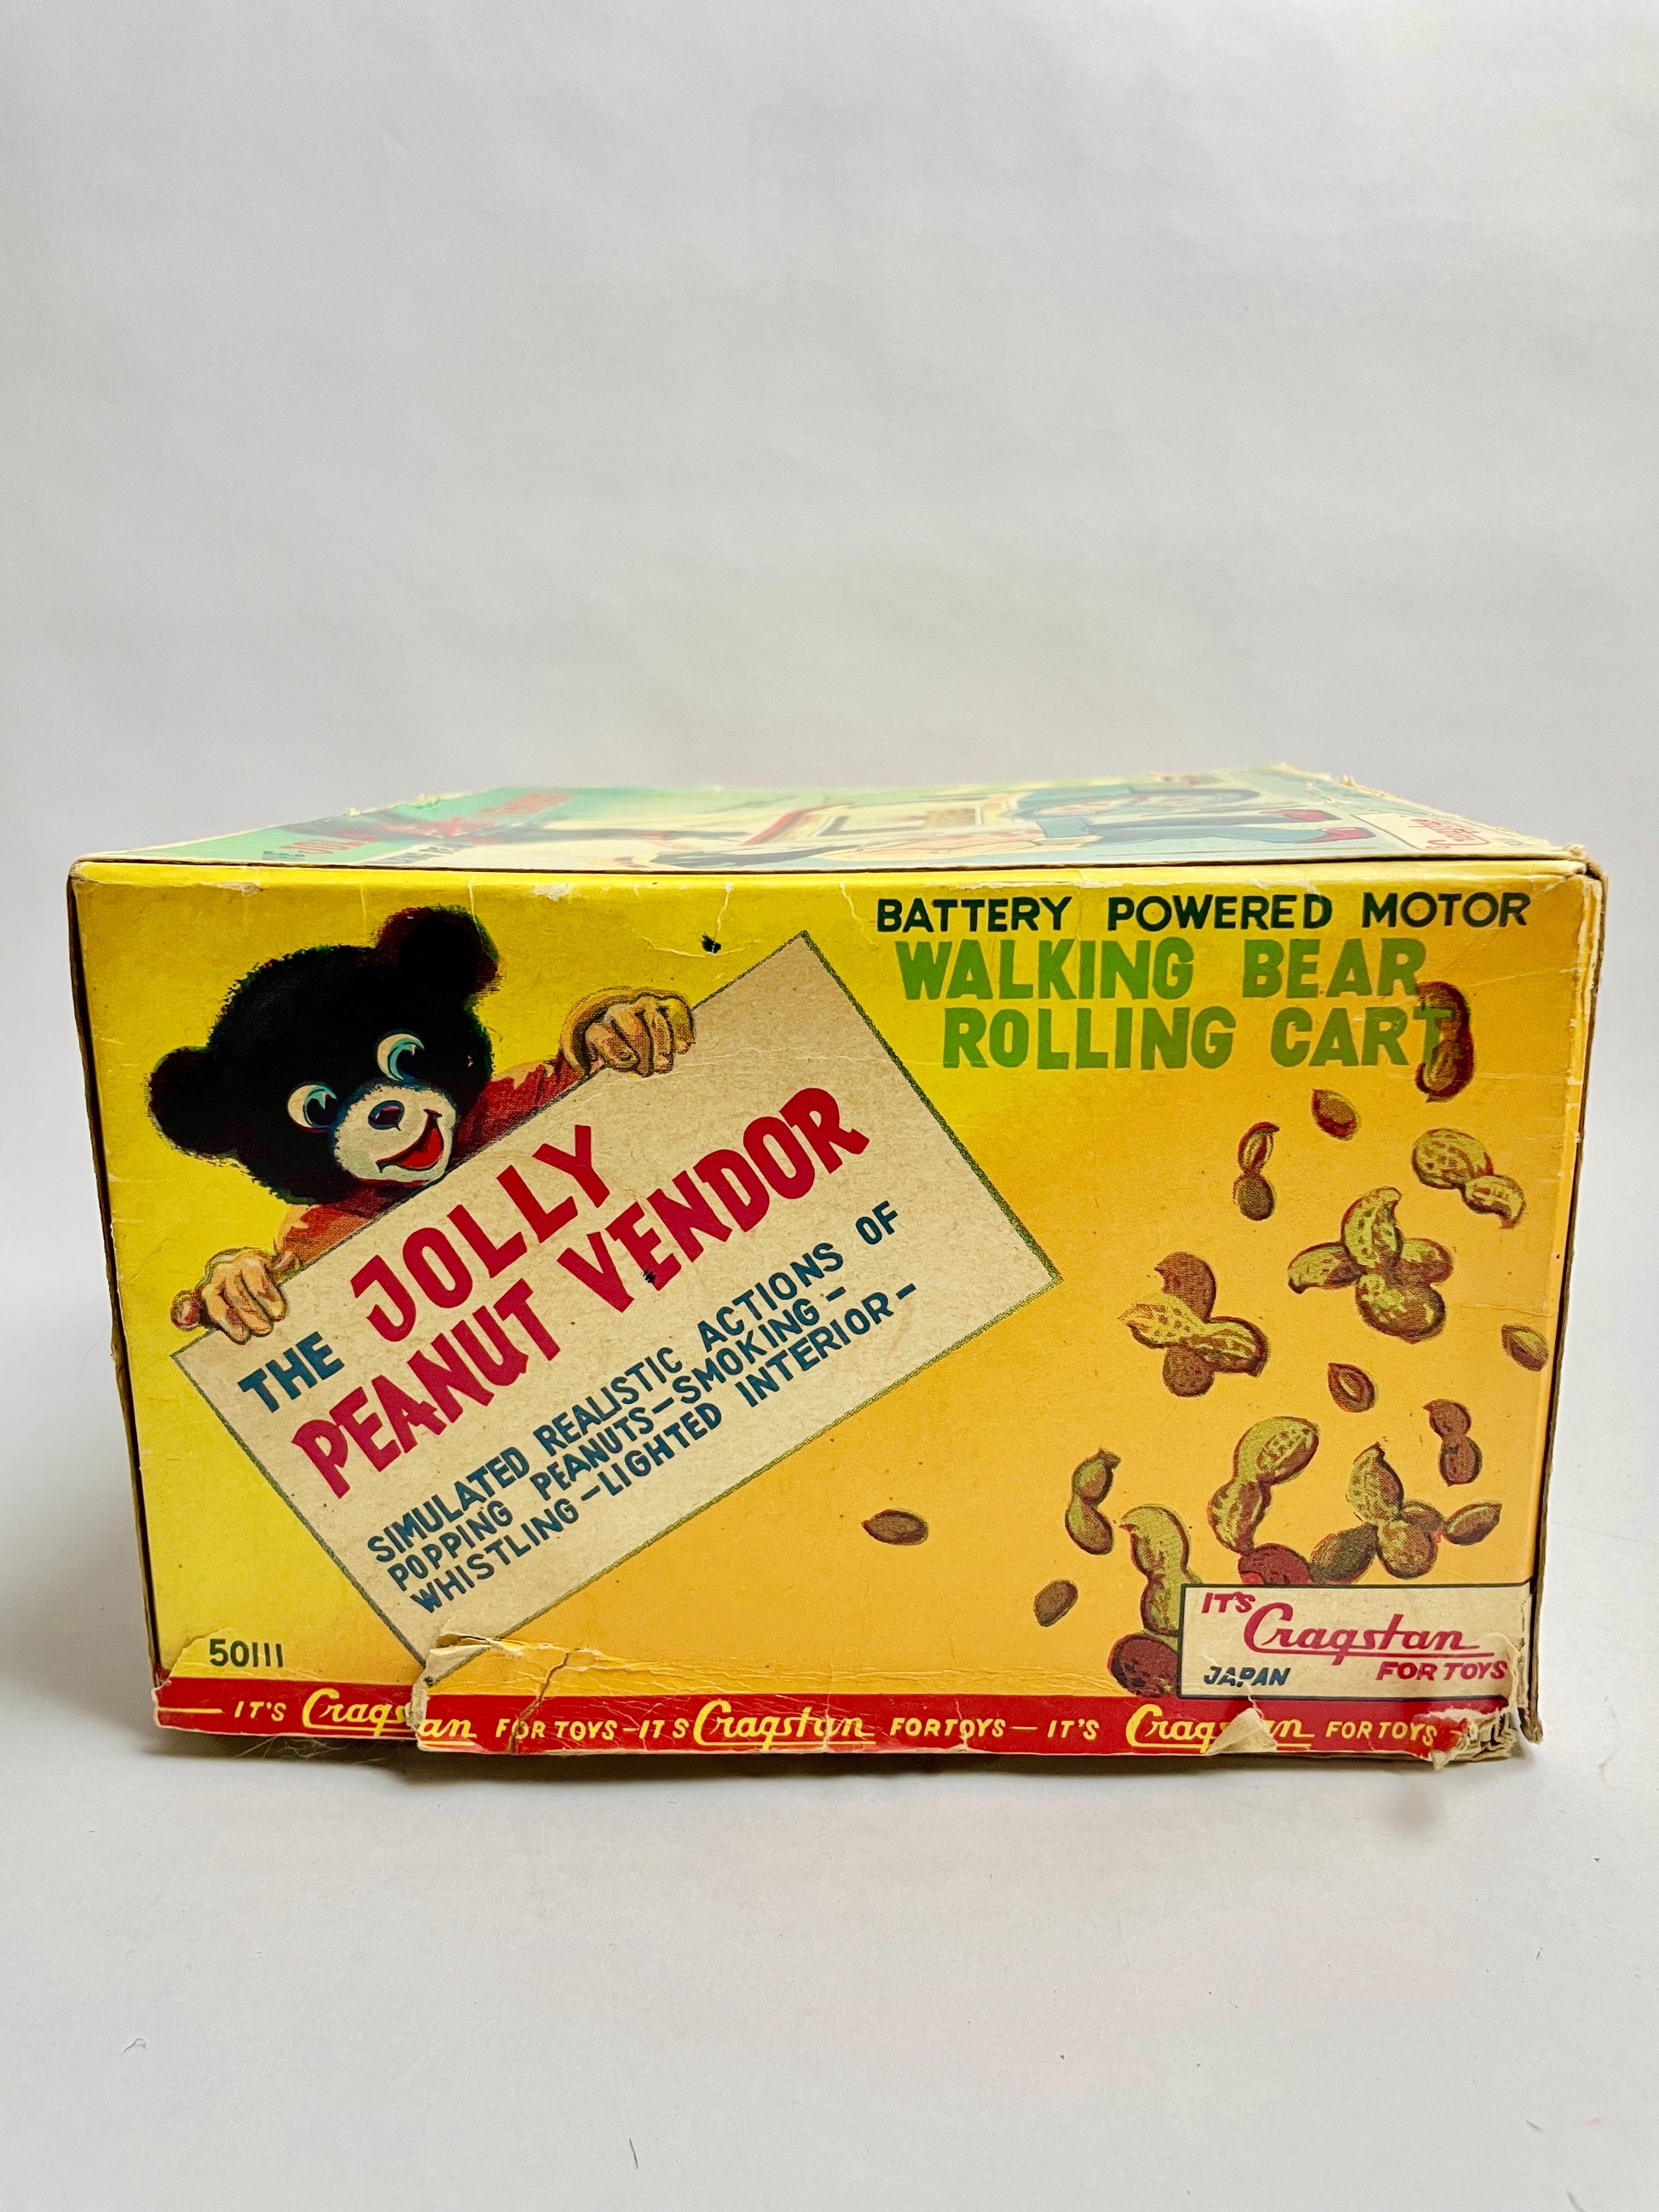 BATTERY POWERED MOTOR
WALKING BEAR
ROLLING CART
THE JOLLY
PEANUT VENDOR
SIMULATED REALISTIC ACTIONS OF
POPPING PEANUTS-SMOKING-
WHISTLING-LIGHTED INTERIOR-
50111
IT'S Cragstan
JAPAN FOR TOYS
IT'S Cragstan FOR TOYS-IT S Cragstan FOR TOYS-IT'S Cragstan FOR TOYS